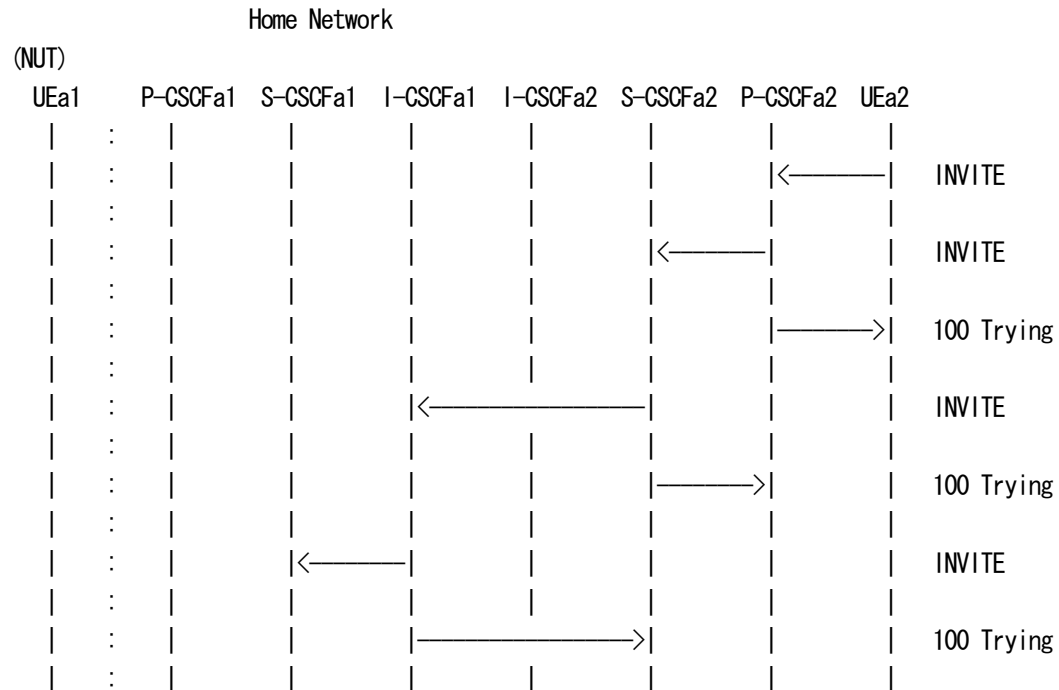 Home Network
(NUT)
UEa1 P-CSCFa1 S-CSCFa1 I-CSCFa1 I-CSCFa2 S-CSCFa2 P-CSCFa2 UEa2
INVITE
INVITE
100 Trying
INVITE
100 Trying
INVITE
100 Trying